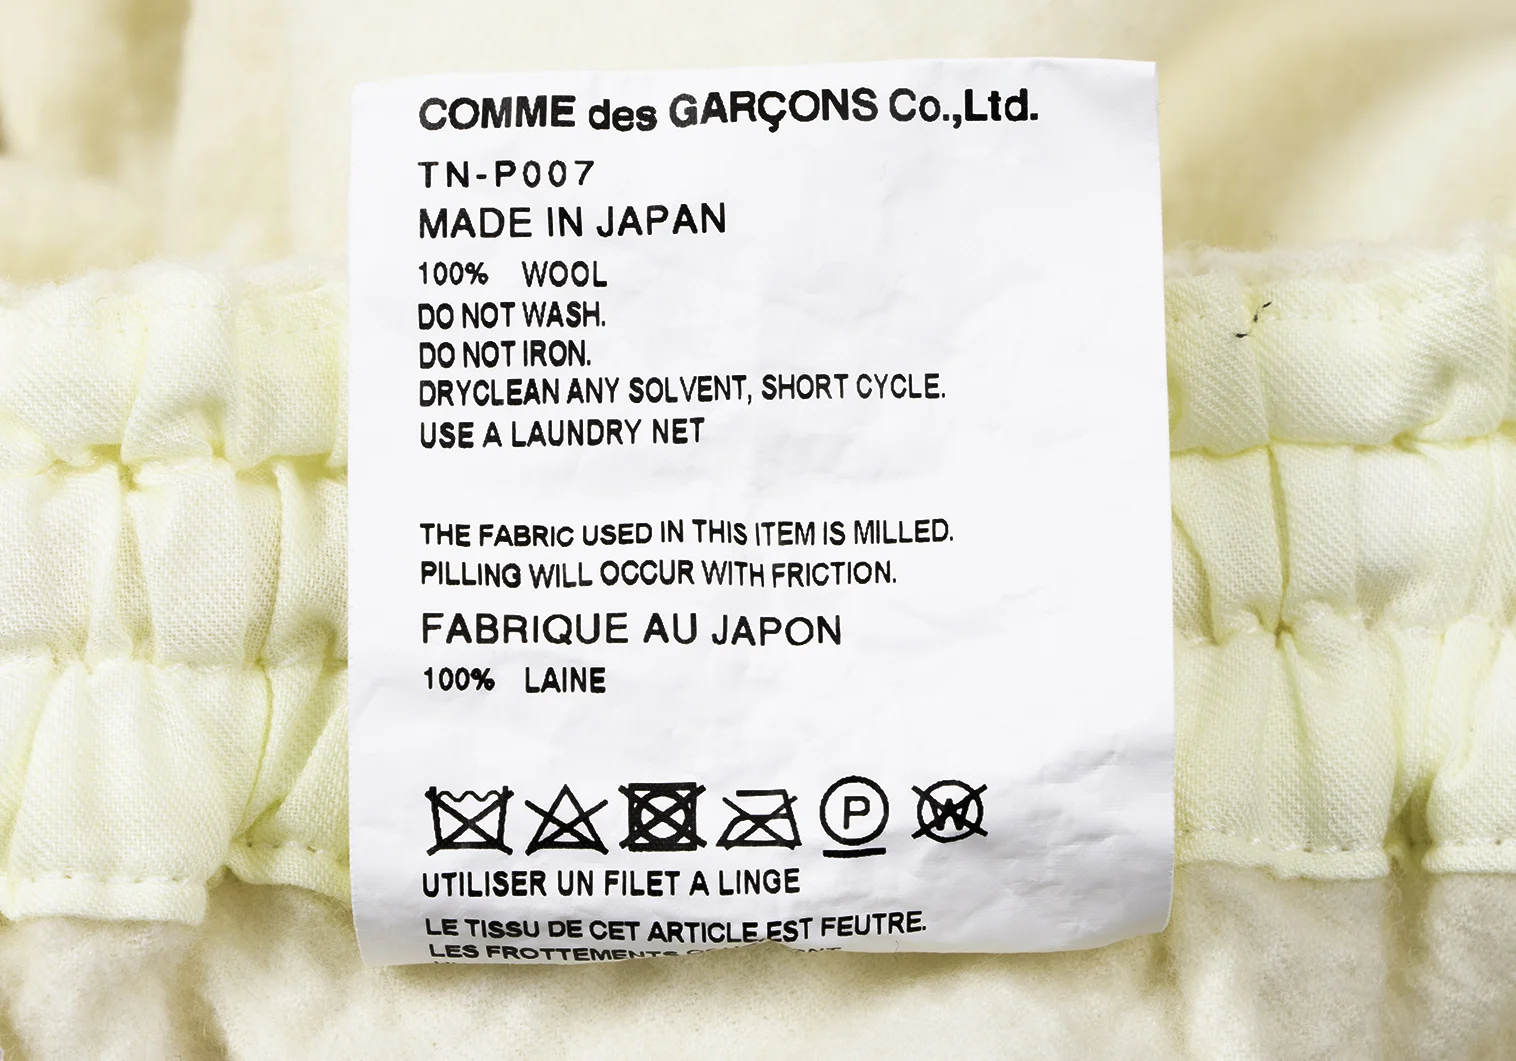 COMME des GARÇONS Co.,Ltd.
TN-P007
MADE IN JAPAN
100% WOOL
DO NOT WASH.
DO NOT IRON.
DRYCLEAN ANY SOLVENT, SHORT CYCLE.
USE A LAUNDRY NET
THE FABRIC USED IN THIS ITEM IS MILLED.
PILLING WILL OCCUR WITH FRICTION.
FABRIQUE AU JAPON
100% LAINE
P W
UTILISER UN FILET A LINGE
LE TISSU DE CET ARTICLE EST FEUTRE.
LES FROTTEMENTS